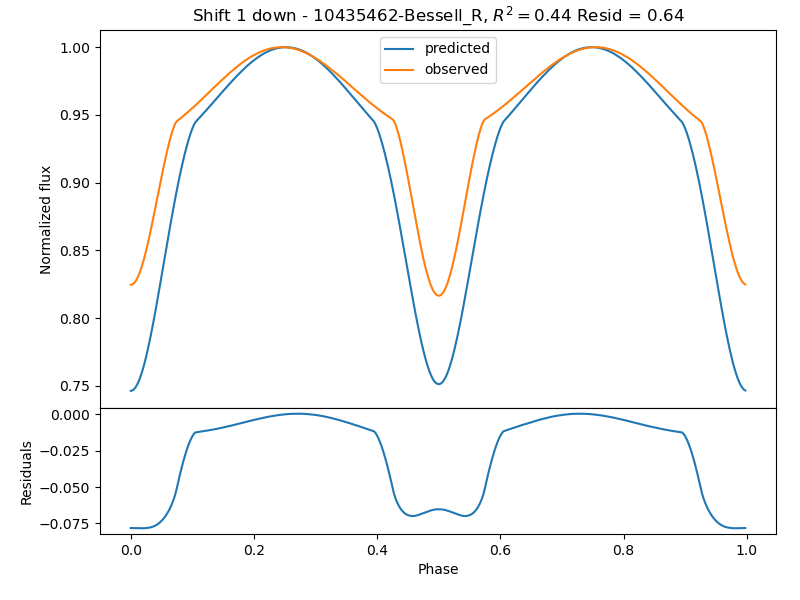 Shift 1 down - 10435462-Bessell_R, R² = 0.44 Resid = 0.64
predicted
observed
Normalized flux
1.00
0.95
0.90
0.85
0.80
0.75
Residuals
0.000
−0.025
−0.050
−0.075
0.0
0.2
0.4
0.6
0.8
1.0
Phase